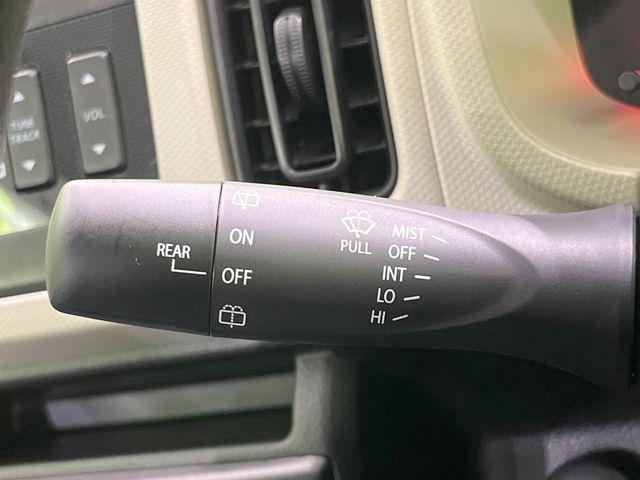 TUNE
TRACK
VOL
REAR
ON
OFF
PULL
MIST
OFF
INT
LO
HI